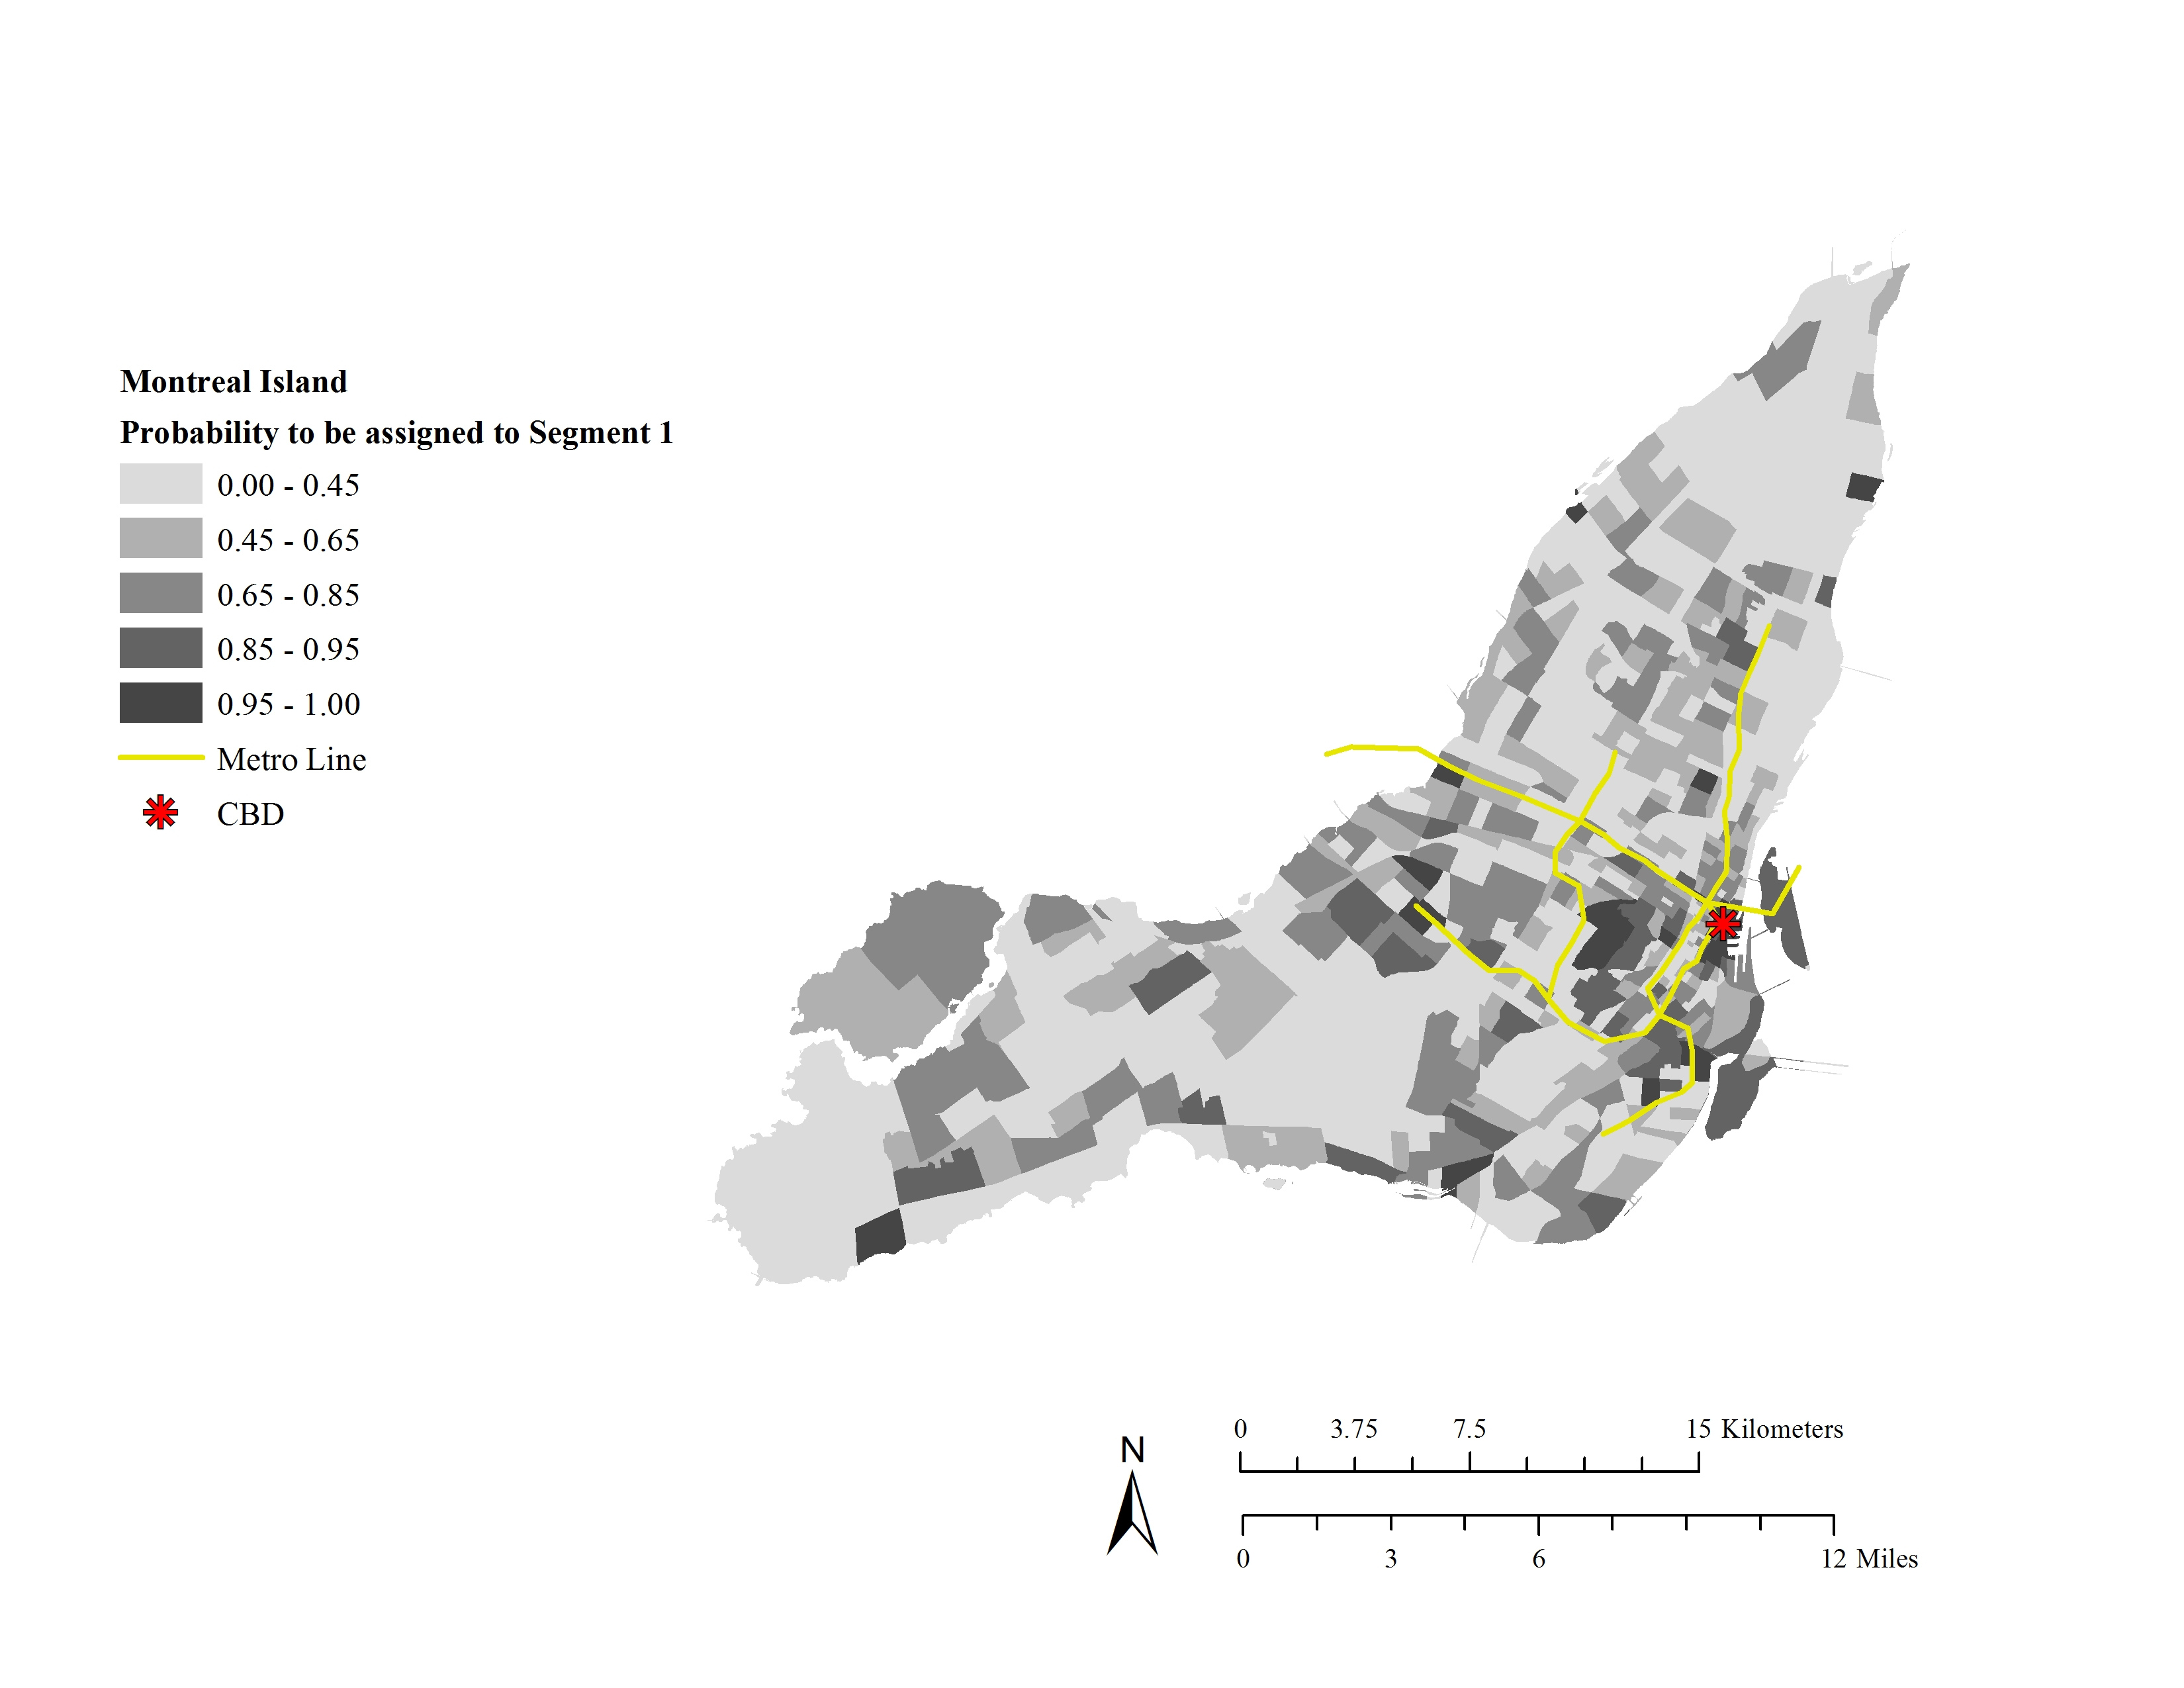 Montreal Island
Probability to be assigned to Segment 1
0.00 - 0.45
0.45 - 0.65
0.65 - 0.85
0.85 - 0.95
0.95 - 1.00
Metro Line
CBD
N
0 3.75 7.5 15 Kilometers
0 3 6 12 Miles